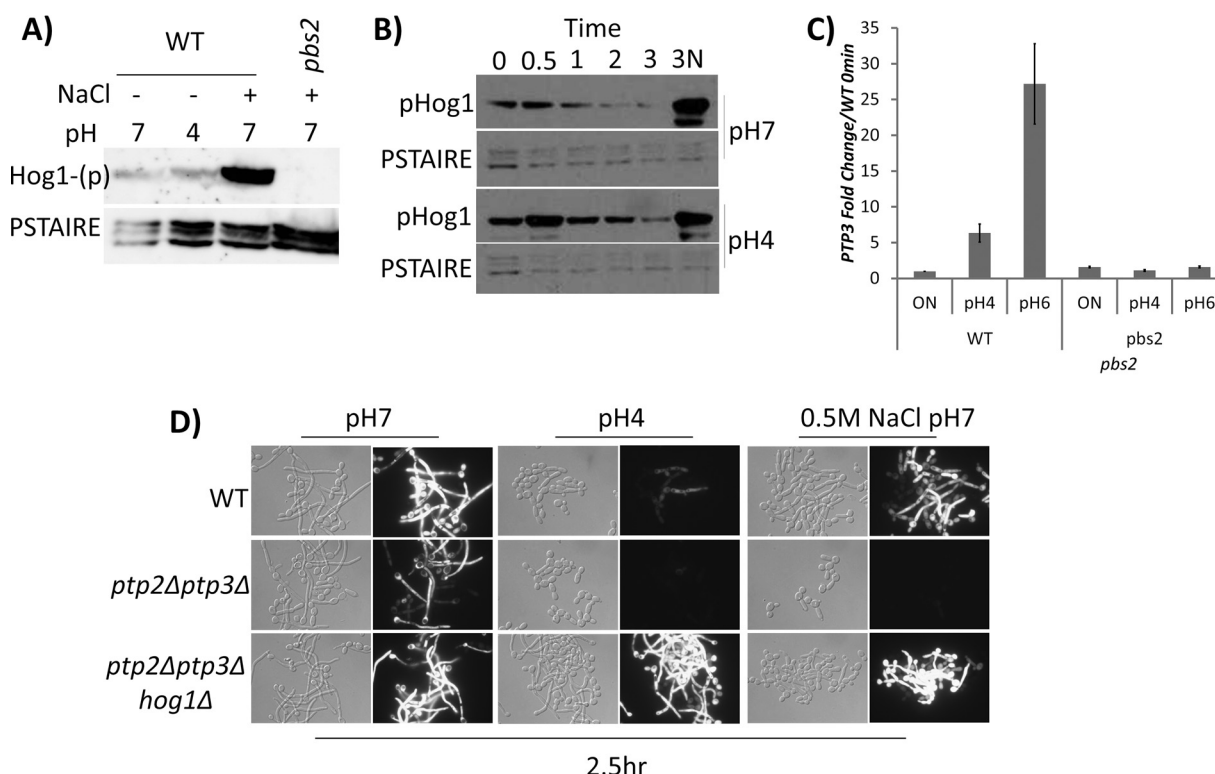 A)
WT
pbs2
NaCl - - + +
pH 7 4 7 7
Hog1-(p)
PSTAIRE
B)
Time
0 0.5 1 2 3 3N
pHog1
PSTAIRE
pH7
pHog1
PSTAIRE
pH4
C)
PTP3 Fold Change/WT 0min
35
30
25
20
15
10
5
0
ON pH4 pH6 ON pH4 pH6
WT pbs2
pbs2
D)
pH7 pH4 0.5M NaCl pH7
WT
ptp2Δptp3Δ
ptp2Δptp3Δ
hog1Δ
2.5hr